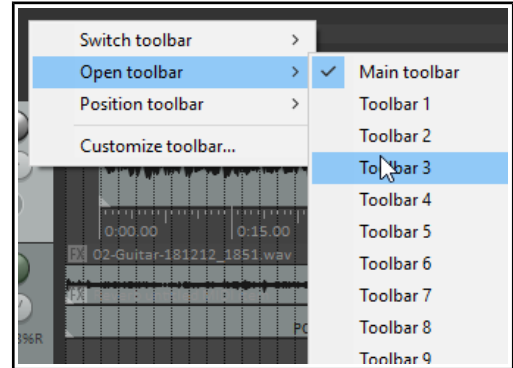 Switch toolbar
Open toolbar
Position toolbar
Customize toolbar...
Main toolbar
Toolbar 1
Toolbar 2
Toolbar 3
Toolbar 4
Toolbar 5
Toolbar 6
Toolbar 7
Toolbar 8
Toolbar 9
0:00.00 0:15.00
FX 02-Guitar-181212_1851.wav
FX